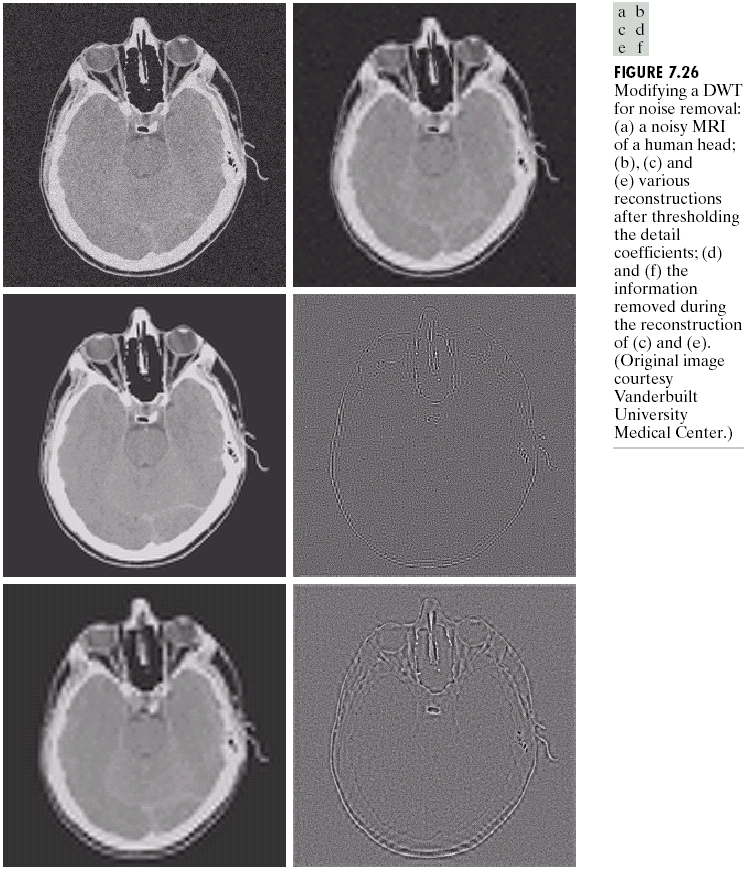 a b
c d
e f
FIGURE 7.26
Modifying a DWT
for noise removal:
(a) a noisy MRI
of a human head;
(b), (c) and
(e) various
reconstructions
after thresholding
the detail
coefficients; (d)
and (f) the
information
removed during
the reconstruction
of (c) and (e).
(Original image
courtesy
Vanderbuilt
University
Medical Center.)